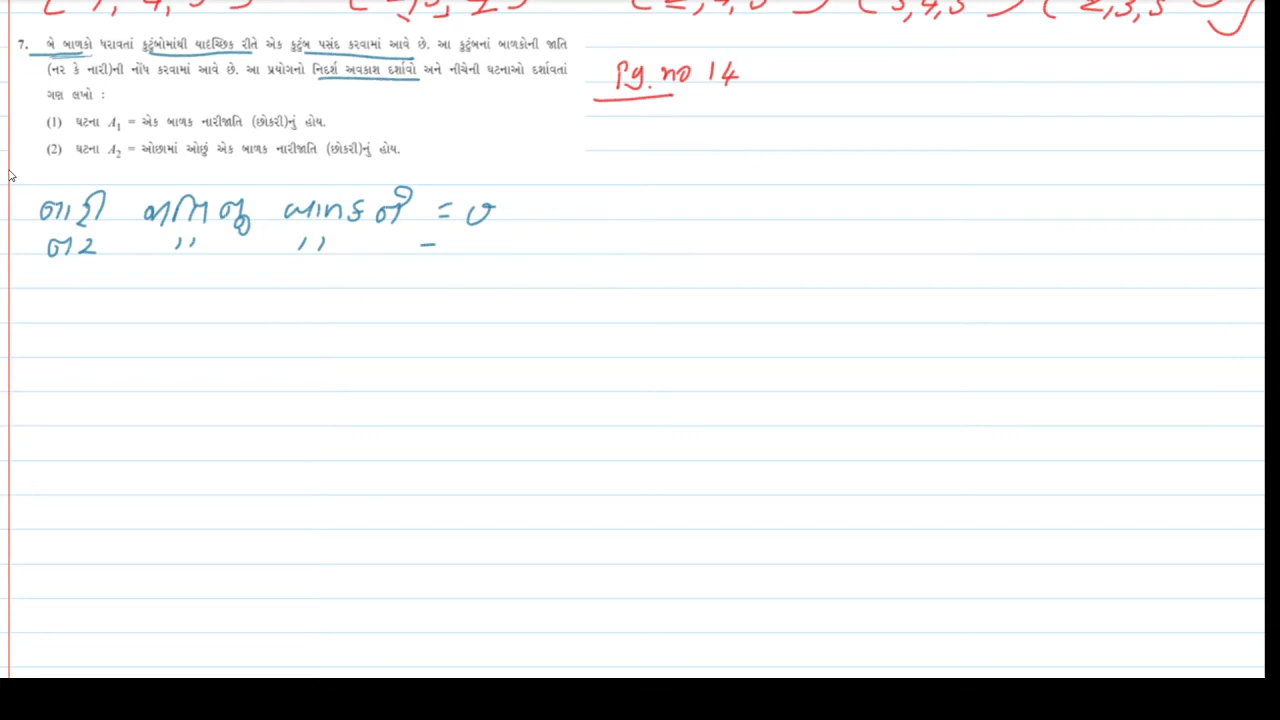 7. બે બાળકો ધરાવતાં કુટુંબોમાંથી યાદચ્છિક રીતે એક કુટુંબ પસંદ કરવામાં આવે છે. આ કુટુંબનાં બાળકોની જાતિ
(નર કે નારી)ની નોંધ કરવામાં આવે છે. આ પ્રયોગનો નિદર્શ અવકાશ દર્શાવો અને નીચેની ઘટનાઓ દર્શાવતાં
ગણ લખો :
(1) ઘટના A₁ = એક બાળક નારીજાતિ (છોકરી)નું હોય.
(2) ઘટના A₂ = ઓછામાં ઓછું એક બાળક નારીજાતિ (છોકરી)નું હોય.
Pg. no 14
નારી જાતિનુ બાળકની =
નર ,, ,, =